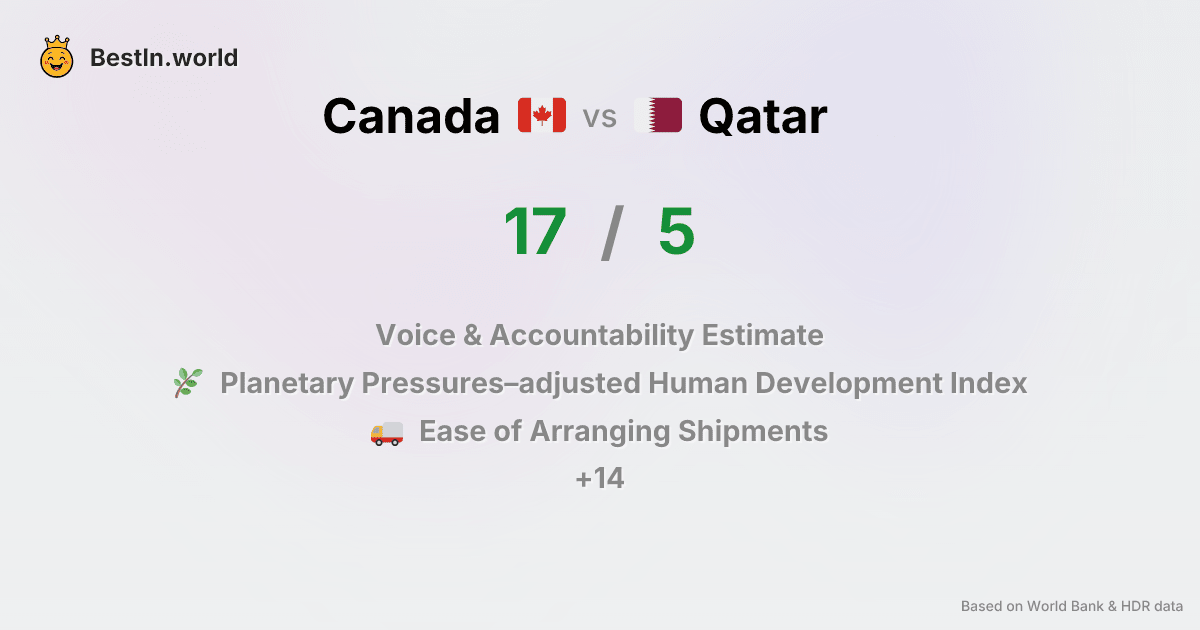 BestIn.world
Canada vs Qatar
17 / 5
Voice & Accountability Estimate
Planetary Pressures–adjusted Human Development Index
Ease of Arranging Shipments
+14
Based on World Bank & HDR data